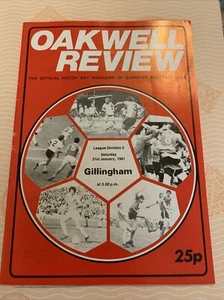 OAKWELL
REVIEW
THE OFFICIAL MATCH DAY MAGAZINE OF BARNSLEY FOOTBALL CLUB
League Division 3
Saturday
31st January, 1981
Gillingham
at 3.00 p.m.
25p